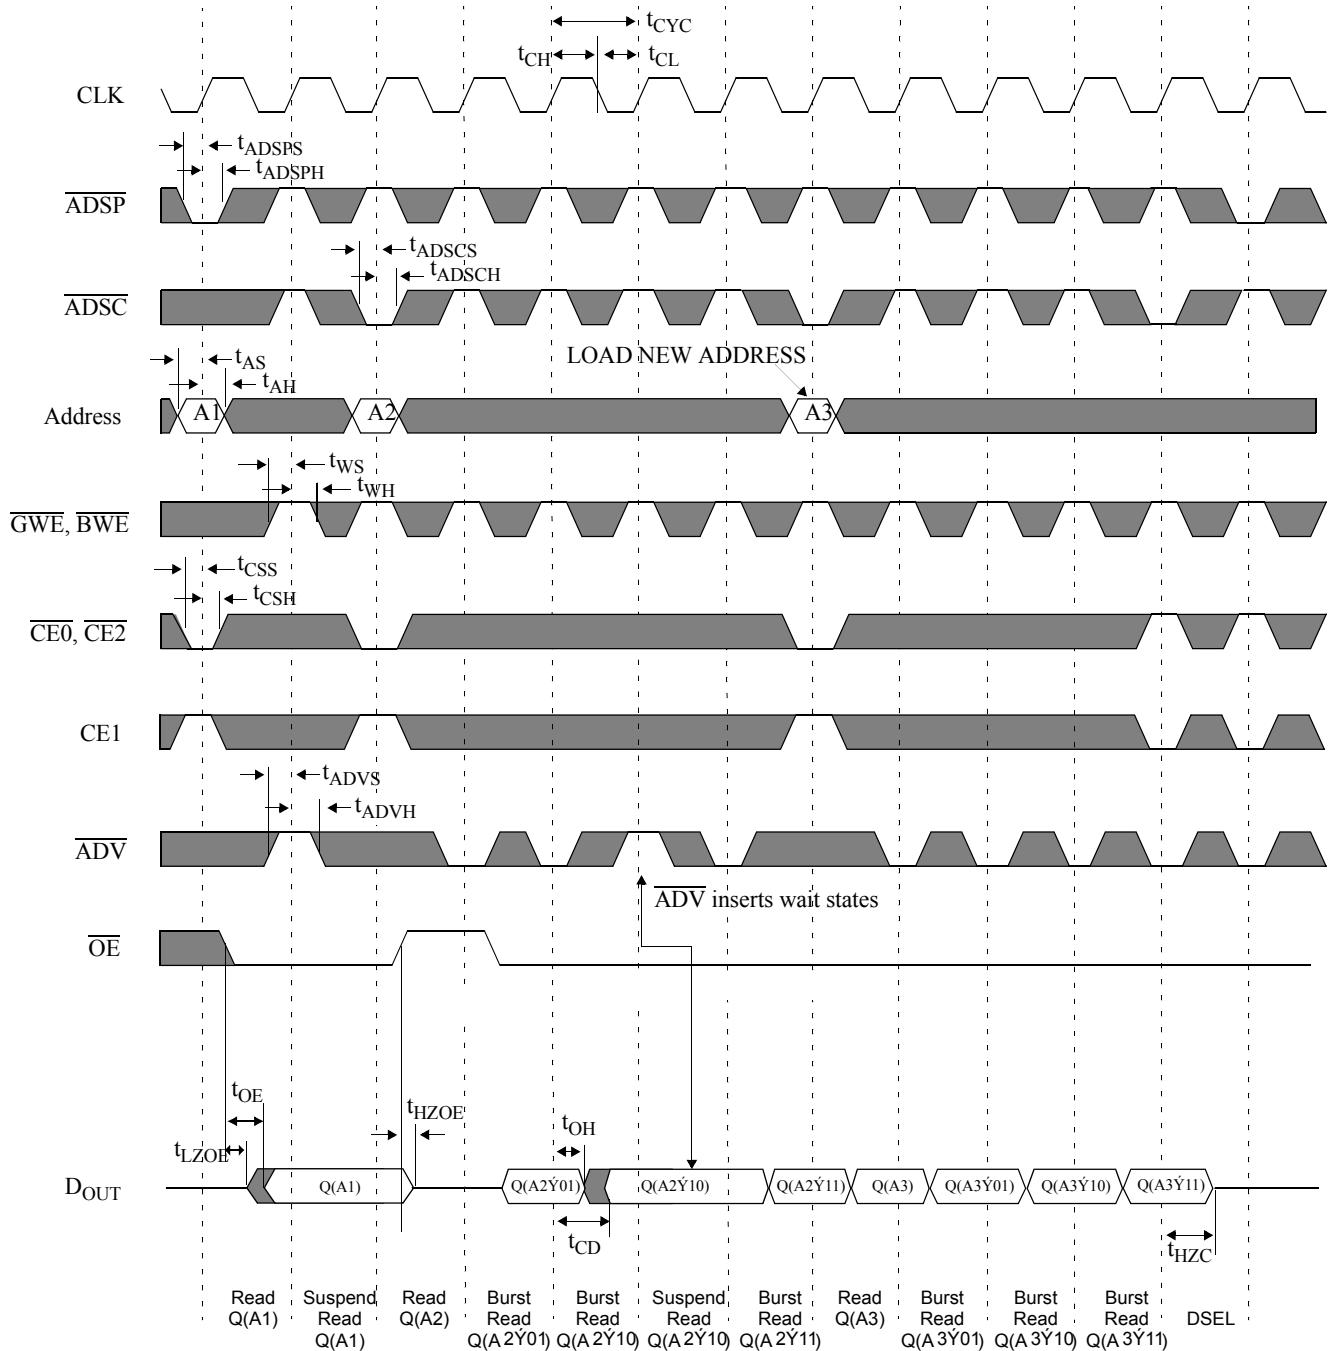 tCYC
tCH
tCL
CLK
tADSPS
tADSPH
ADSP
tADSCS
tADSCH
ADSC
LOAD NEW ADDRESS
tAS
tAH
Address
A1
A2
A3
tWS
tWH
GWE, BWE
tCSS
tCSH
CE0, CE2
CE1
tADVS
tADVH
ADV
ADV inserts wait states
OE
tOE
tHZOE
tOH
tLZOE
DOUT
Q(A1)
Q(A2Ý01)
Q(A2Ý10)
Q(A2Ý11)
Q(A3)
Q(A3Ý01)
Q(A3Ý10)
Q(A3Ý11)
tCD
tHZC
Read
Q(A1)
Suspend
Read
Q(A1)
Read
Q(A2)
Burst
Read
Q(A2Ý01)
Burst
Read
Q(A2Ý10)
Suspend
Read
Q(A2Ý10)
Burst
Read
Q(A2Ý11)
Read
Q(A3)
Burst
Read
Q(A3Ý01)
Burst
Read
Q(A3Ý10)
Burst
Read
Q(A3Ý11)
DSEL